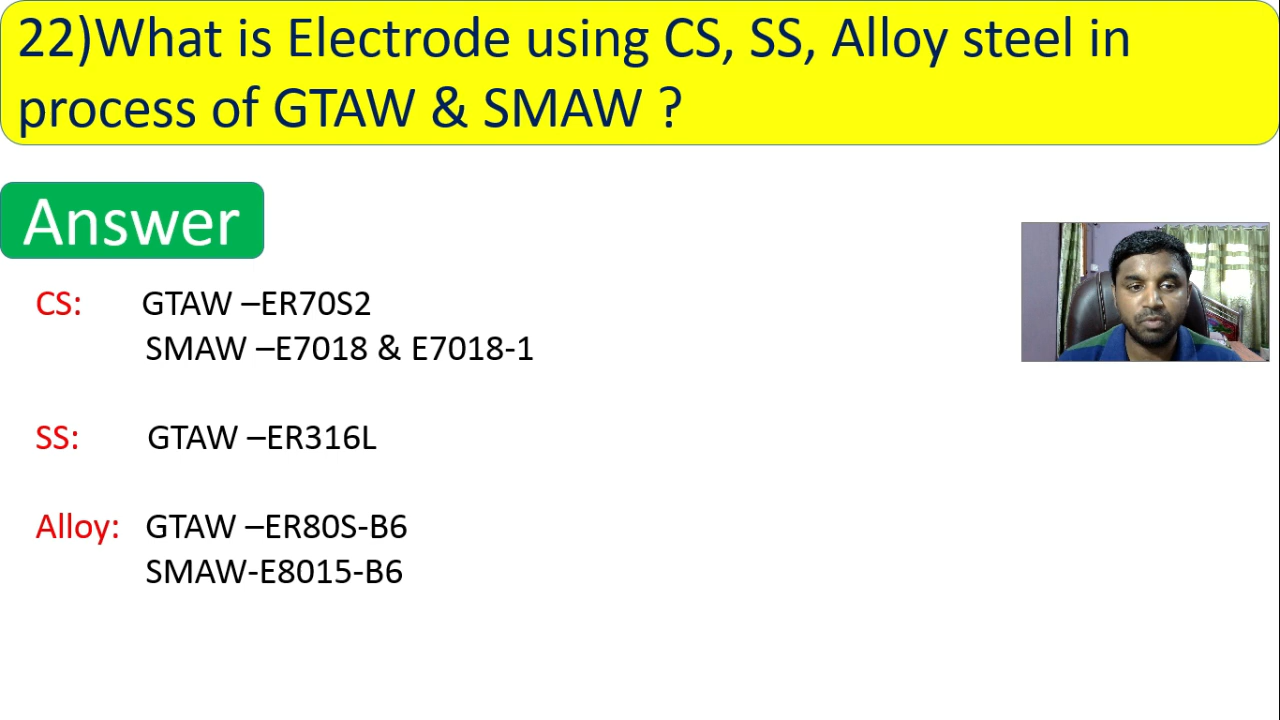 22)What is Electrode using CS, SS, Alloy steel in
process of GTAW & SMAW ?
Answer
CS: GTAW –ER70S2
SMAW –E7018 & E7018-1
SS: GTAW –ER316L
Alloy: GTAW –ER80S-B6
SMAW-E8015-B6